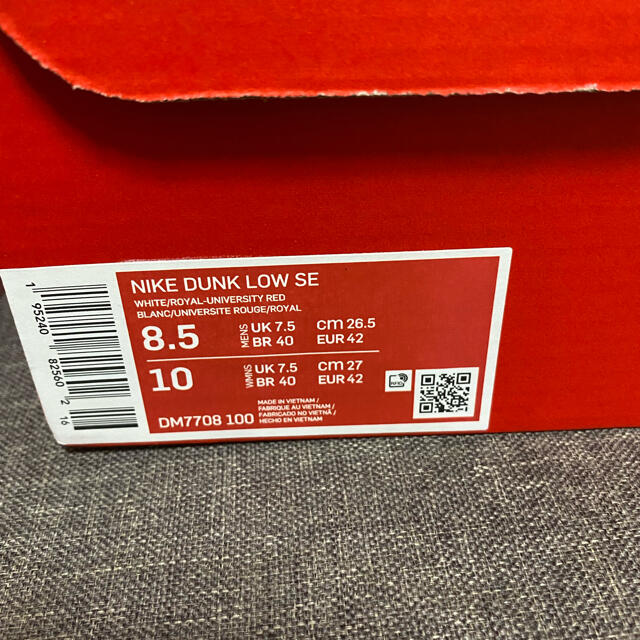 NIKE DUNK LOW SE
WHITE/ROYAL-UNIVERSITY RED
BLANC/UNIVERSITE ROUGE/ROYAL
8.5 MENS UK 7.5 cm 26.5
BR 40 EUR 42
10 WMNS UK 7.5 cm 27
BR 40 EUR 42
DM7708 100
MADE IN VIETNAM /
FABRIQUE AU VIETNAM /
FABRICADO NO VIETNÃ /
HECHO EN VIETNAM
RFID
1 95240 82560 2 16